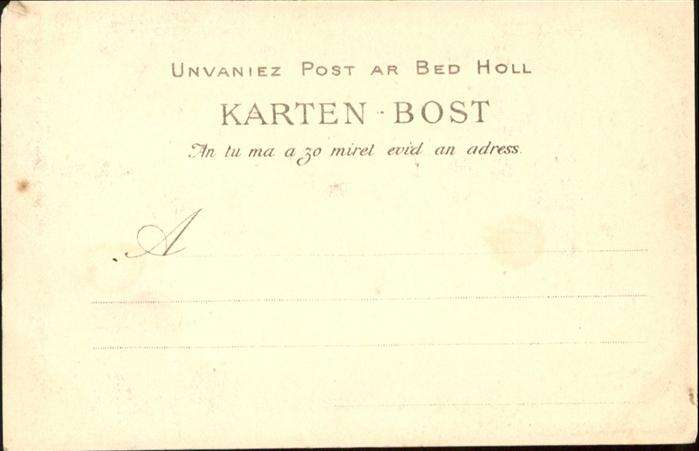 UNVANIEZ POST AR BED HOLL
KARTEN-BOST
An tu ma a zo miret evid an adress.
A